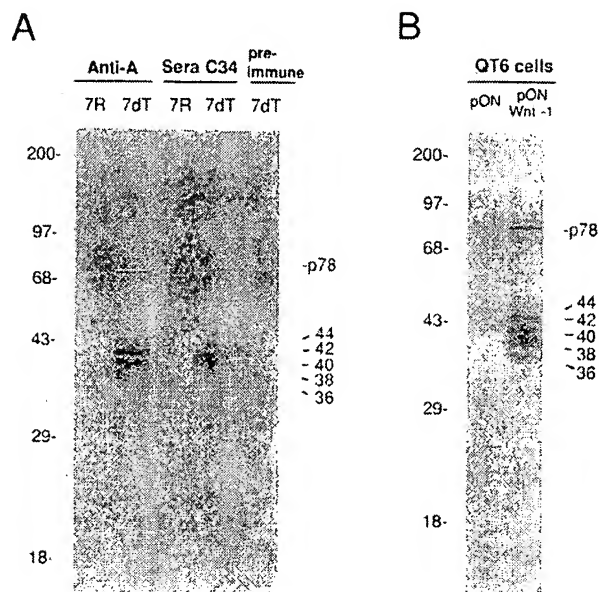 A
pre-
Anti-A Sera C34 immune
7R 7dT 7R 7dT 7dT
200-
97-
68-
43-
29-
18-
-p78
44
42
40
38
36
B
QT6 cells
pON pON
Wnt-1
200-
97-
68-
43-
29-
18-
-p78
44
42
40
38
36